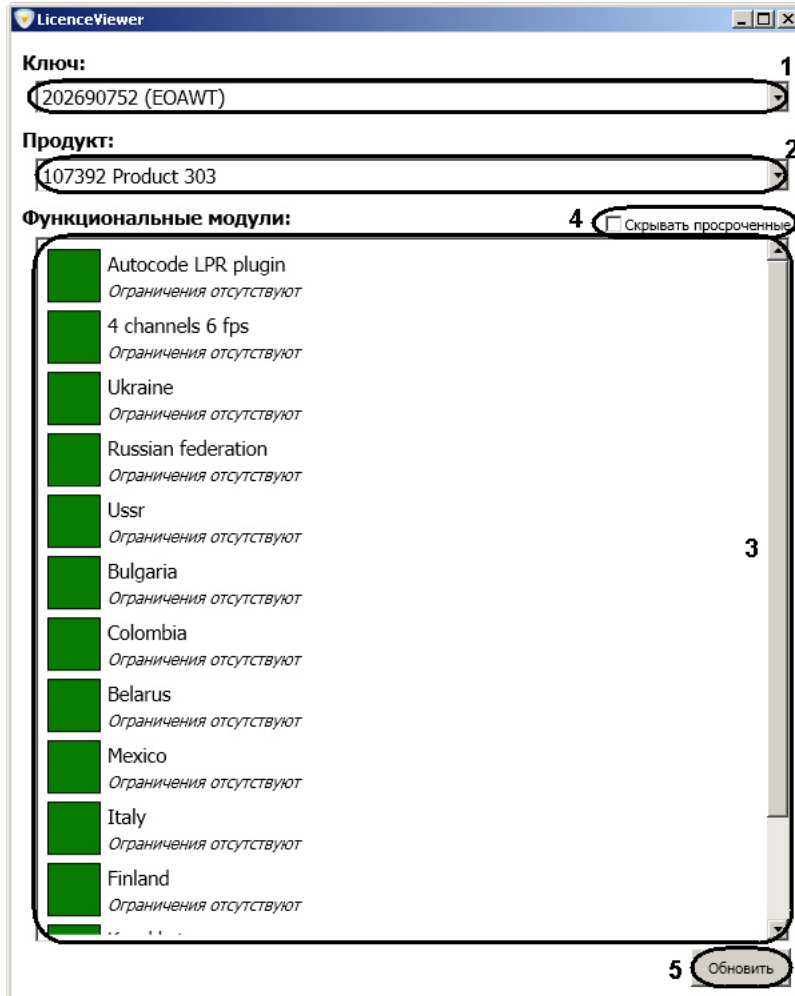 LicenceViewer
Ключ:
1
202690752 (EOAWT)
Продукт:
2
107392 Product 303
Функциональные модули:
4
Скрывать просроченные
Autocode LPR plugin
Ограничения отсутствуют
4 channels 6 fps
Ограничения отсутствуют
Ukraine
Ограничения отсутствуют
Russian federation
Ограничения отсутствуют
Ussr
Ограничения отсутствуют
3
Bulgaria
Ограничения отсутствуют
Colombia
Ограничения отсутствуют
Belarus
Ограничения отсутствуют
Mexico
Ограничения отсутствуют
Italy
Ограничения отсутствуют
Finland
Ограничения отсутствуют
5
Обновить